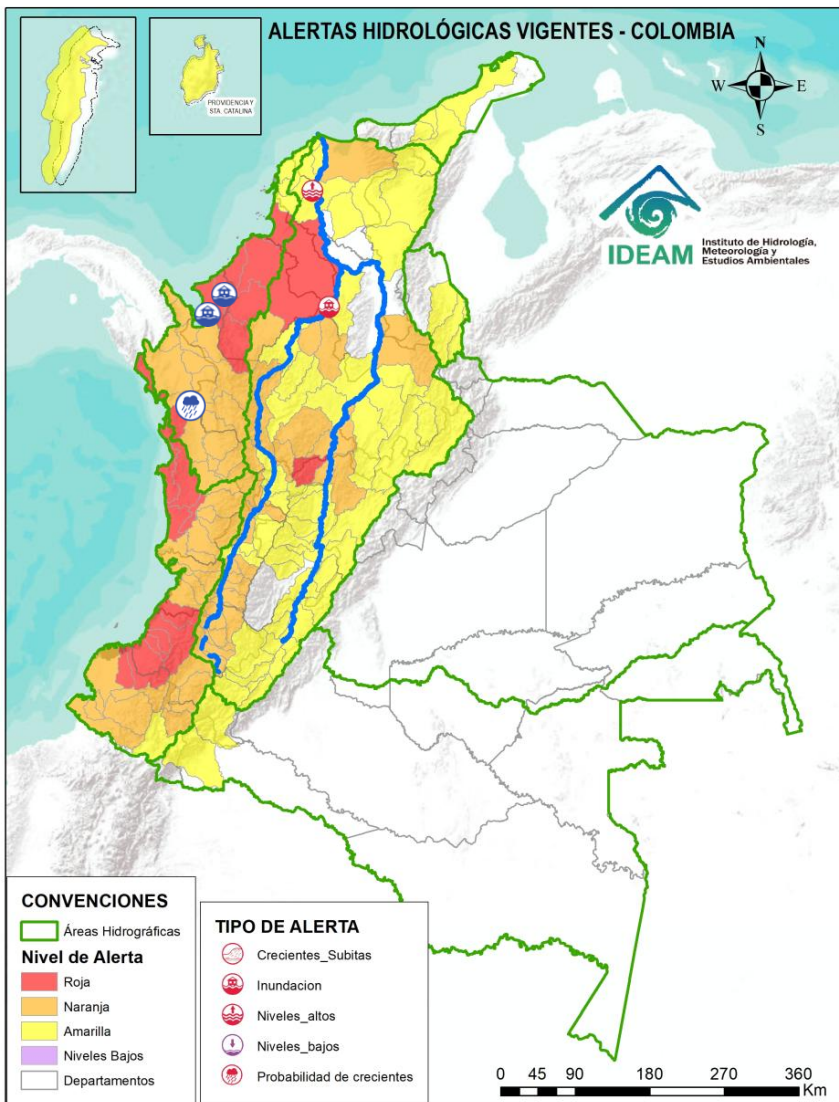 ALERTAS HIDROLÓGICAS VIGENTES - COLOMBIA
PROVIDENCIA Y
STA. CATALINA
N
W
E
S
IDEAM
Instituto de Hidrología,
Meteorología y
Estudios Ambientales
CONVENCIONES
Áreas Hidrográficas
Nivel de Alerta
Roja
Naranja
Amarilla
Niveles Bajos
Departamentos
TIPO DE ALERTA
Crecientes_Subitas
Inundacion
Niveles_altos
Niveles_bajos
Probabilidad de crecientes
0 45 90 180 270 360
Km